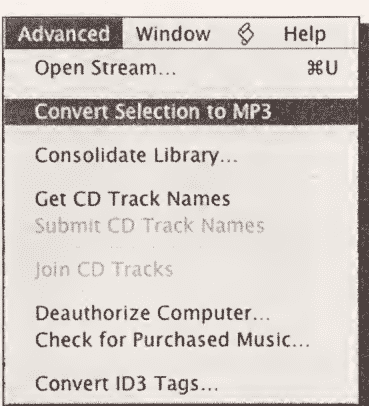 Advanced Window Help
Open Stream... ⌘U
Convert Selection to MP3
Consolidate Library...
Get CD Track Names
Submit CD Track Names
Join CD Tracks
Deauthorize Computer...
Check for Purchased Music...
Convert ID3 Tags...